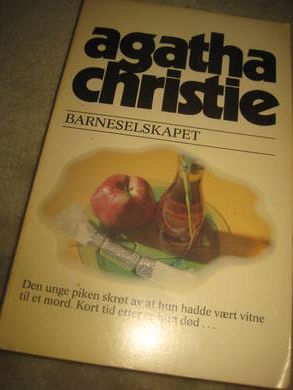 agatha
christie
BARNESELSKAPET
Den unge piken skrøt av at hun hadde vært vitne
til et mord. Kort tid etter er hun død . . .